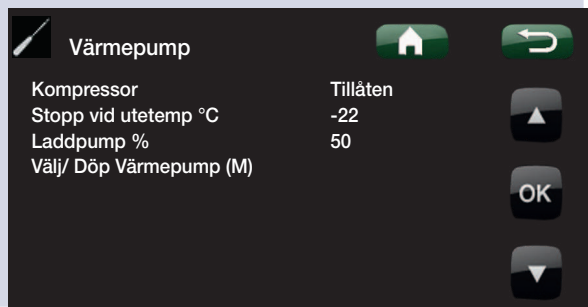 Värmepump
Kompressor Tillåten
Stopp vid utetemp °C -22
Laddpump % 50
Välj/ Döp Värmepump (M)
OK